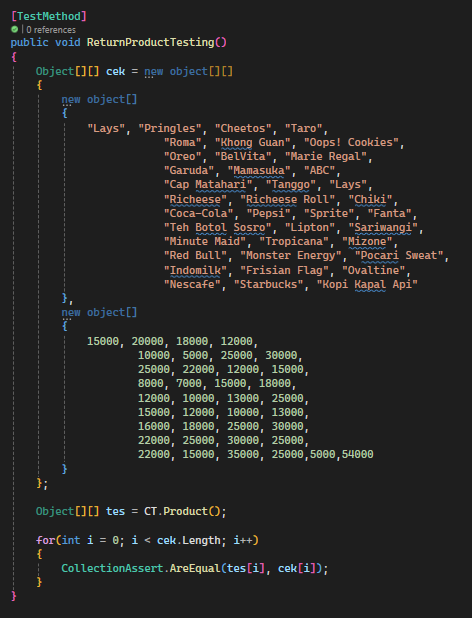 [TestMethod]
| 0 references
public void ReturnProductTesting()
{
    Object[][] cek = new object[][]
    {
        new object[]
        {
            "Lays", "Pringles", "Cheetos", "Taro",
                        "Roma", "Khong Guan", "Oops! Cookies",
                        "Oreo", "BelVita", "Marie Regal",
                        "Garuda", "Mamasuka", "ABC",
                        "Cap Matahari", "Tanggo", "Lays",
                        "Richeese", "Richeese Roll", "Chiki",
                        "Coca-Cola", "Pepsi", "Sprite", "Fanta",
                        "Teh Botol Sosro", "Lipton", "Sariwangi",
                        "Minute Maid", "Tropicana", "Mizone",
                        "Red Bull", "Monster Energy", "Pocari Sweat",
                        "Indomilk", "Frisian Flag", "Ovaltine",
                        "Nescafe", "Starbucks", "Kopi Kapal Api"
        },
        new object[]
        {
            15000, 20000, 18000, 12000,
                    10000, 5000, 25000, 30000,
                    25000, 22000, 12000, 15000,
                    8000, 7000, 15000, 18000,
                    12000, 10000, 13000, 25000,
                    15000, 12000, 10000, 13000,
                    16000, 18000, 25000, 30000,
                    22000, 25000, 30000, 25000,
                    22000, 15000, 35000, 25000,5000,54000
        }
    };
    Object[][] tes = CT.Product();
    for(int i = 0; i < cek.Length; i++)
    {
        CollectionAssert.AreEqual(tes[i], cek[i]);
    }
}